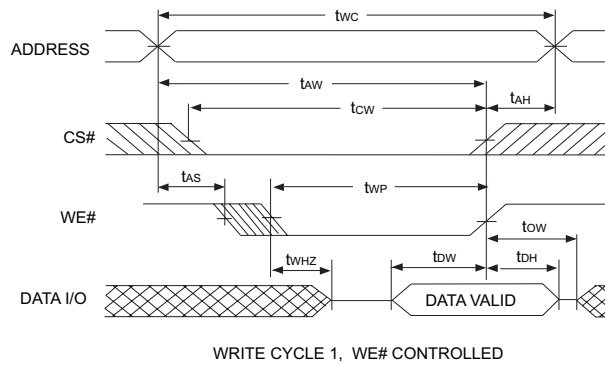 tWC
ADDRESS
tAW
tCW
tAH
CS#
tAS
tWP
WE#
tOW
tWHZ
tDW
tDH
DATA I/O
DATA VALID
WRITE CYCLE 1, WE# CONTROLLED